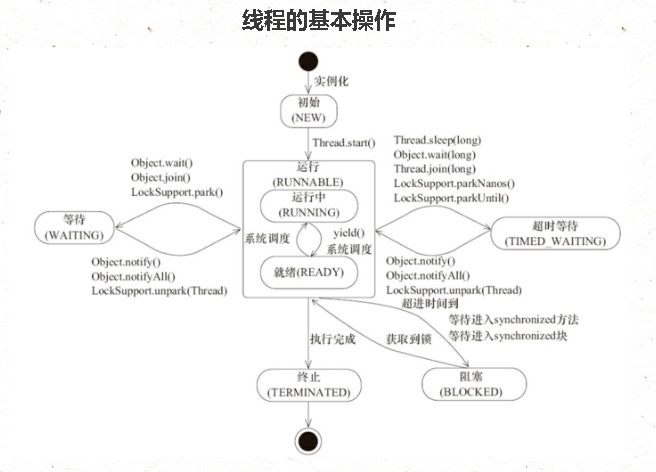 线程的基本操作
实例化
初始
(NEW)
Thread.start()
Object.wait()
Object.join()
LockSupport.park()
运行
(RUNNABLE)
运行中
(RUNNING)
系统调度
yield()
系统调度
就绪(READY)
Thread.sleep(long)
Object.wait(long)
Thread.join(long)
LockSupport.parkNanos()
LockSupport.parkUntil()
等待
(WAITING)
超时等待
(TIMED_WAITING)
Object.notify()
Object.notifyAll()
LockSupport.unpark(Thread)
Object.notify()
Object.notifyAll()
LockSupport.unpark(Thread)
超进时间到
等待进入synchronized方法
等待进入synchronized块
执行完成
获取到锁
终止
(TERMINATED)
阻塞
(BLOCKED)